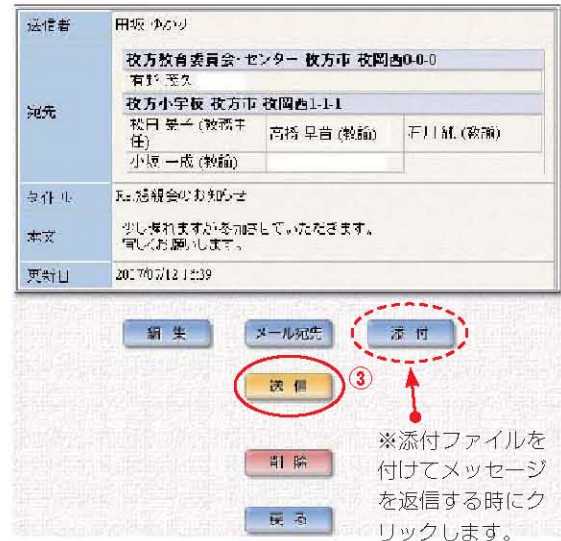 送信者 田坂 ゆかり
枚方教育委員会・センター 枚方市 枚岡西0-0-0
宛先
枚方小学校 枚方市 枚岡西1-1-1
高橋 早苗 (教諭)
(教諭)
小坂 一成 (教諭)
タイトル Re:懇親会のお知らせ
本文 少し遅れますが参加させていただきます。
宜しくお願いします。
更新日
編集 メール宛先 添付
送信 ③
削除
戻る
※添付ファイルを
付けてメッセージ
を返信する時にク
リックします。